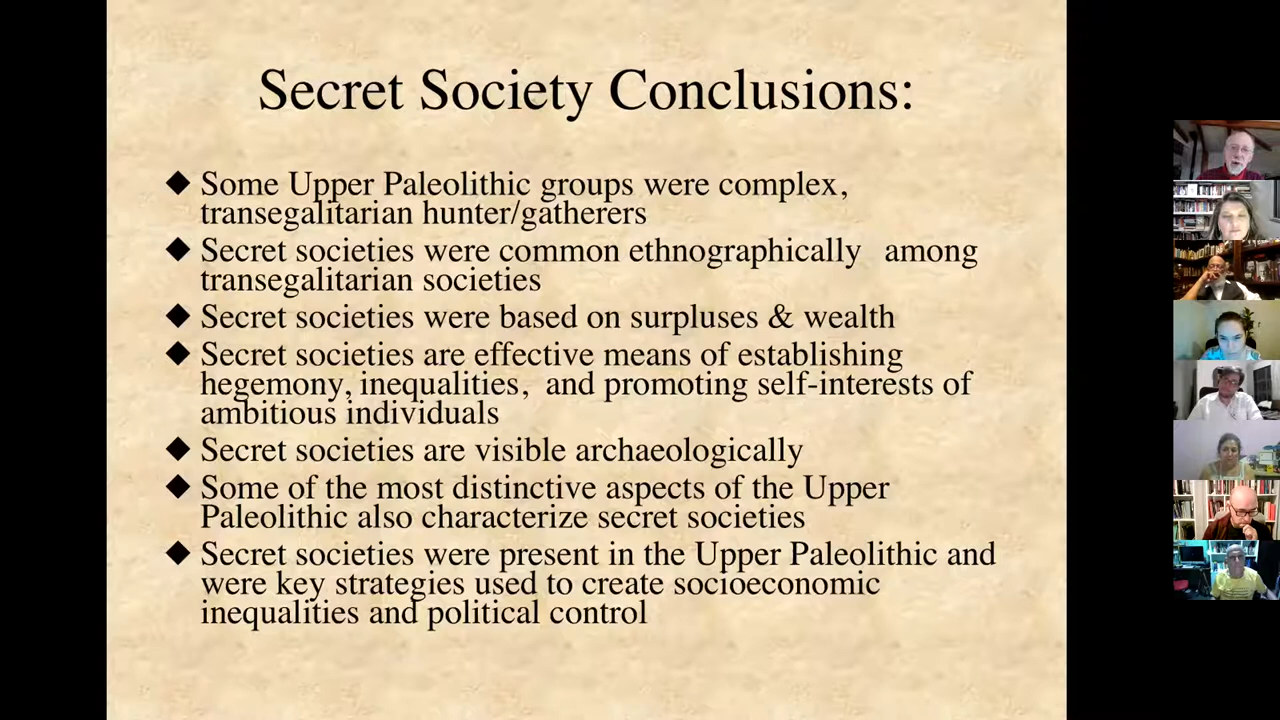 Secret Society Conclusions:
◆ Some Upper Paleolithic groups were complex,
transegalitarian hunter/gatherers
◆ Secret societies were common ethnographically among
transegalitarian societies
◆ Secret societies were based on surpluses & wealth
◆ Secret societies are effective means of establishing
hegemony, inequalities, and promoting self-interests of
ambitious individuals
◆ Secret societies are visible archaeologically
◆ Some of the most distinctive aspects of the Upper
Paleolithic also characterize secret societies
◆ Secret societies were present in the Upper Paleolithic and
were key strategies used to create socioeconomic
inequalities and political control